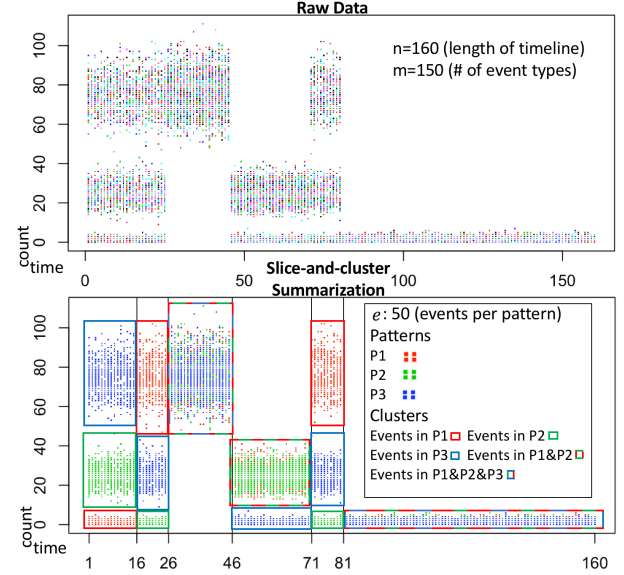 Raw Data
n=160 (length of timeline)
m=150 (# of event types)
100
80
60
40
20
0
count
time
0 50 100 150
Slice-and-cluster
Summarization
e: 50 (events per pattern)
Patterns
P1
P2
P3
Clusters
Events in P1 Events in P2
Events in P3 Events in P1&P2
Events in P1&P2&P3
100
80
60
40
20
0
count
time
1 16 26 46 71 81 160